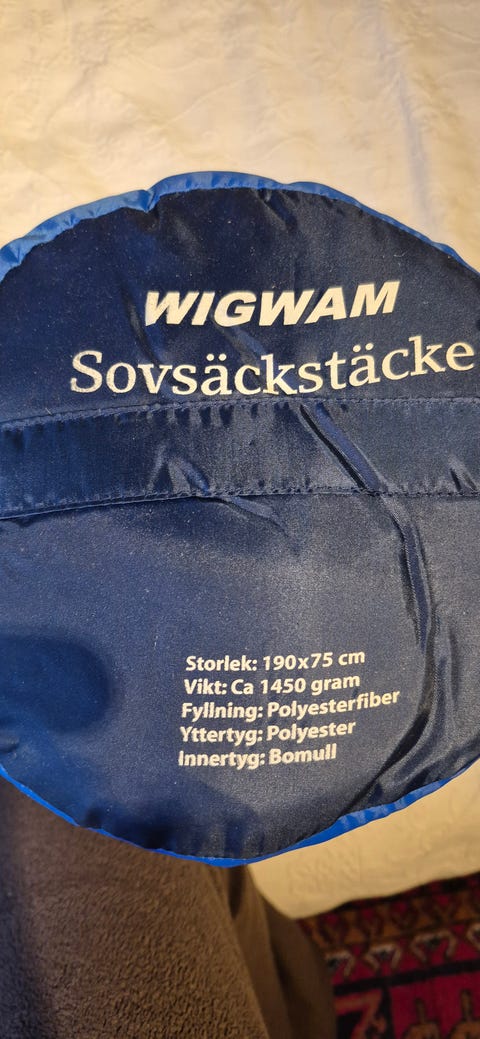 WIGWAM
Sovsäckstäcke
Storlek: 190x75 cm
Vikt: Ca 1450 gram
Fyllning: Polyesterfiber
Yttertyg: Polyester
Innertyg: Bomull